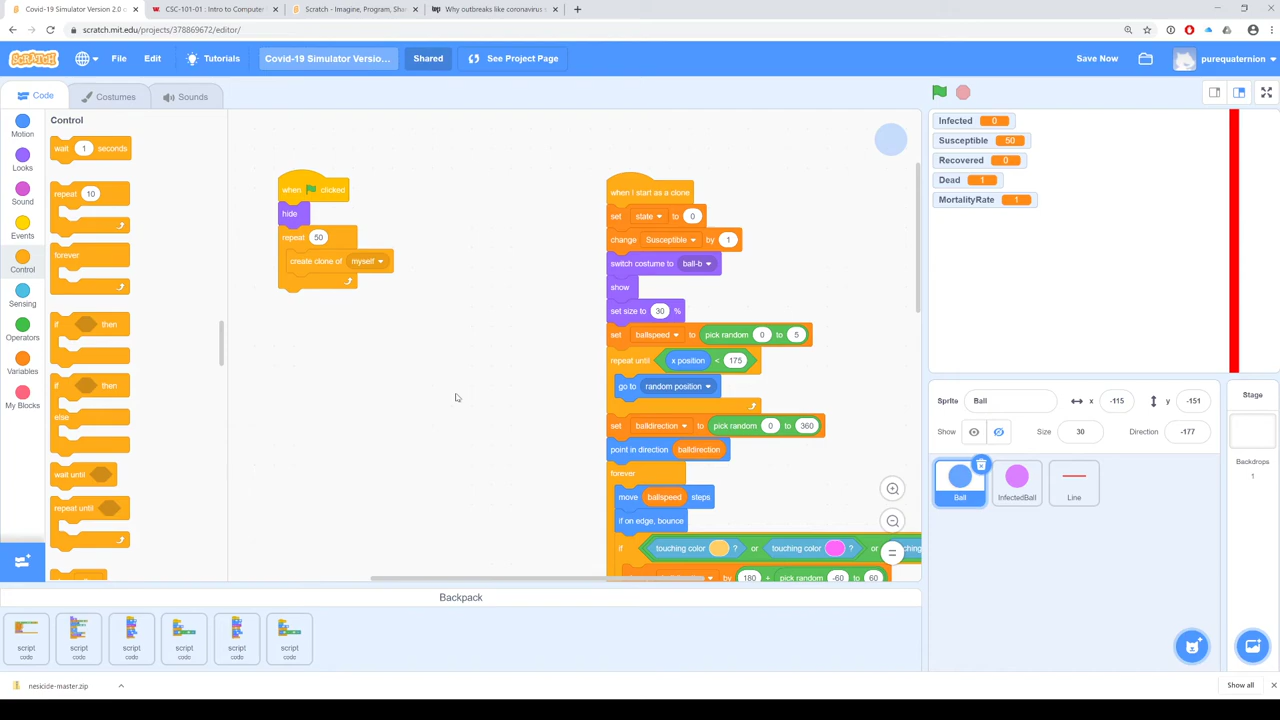 Covid-19 Simulator Version 2.0 o
CSC-101-01 : Intro to Computer
Scratch - Imagine, Program, Sha
Why outbreaks like coronavirus s
scratch.mit.edu/projects/378869672/editor/
SCRATCH
File
Edit
Tutorials
Covid-19 Simulator Versio...
Shared
See Project Page
Save Now
purequaternion
Code
Costumes
Sounds
Motion
Looks
Sound
Events
Control
Sensing
Operators
Variables
My Blocks
Control
wait 1 seconds
repeat 10
forever
if then
if then
else
wait until
repeat until
when clicked
hide
repeat 50
create clone of myself
when I start as a clone
set state to 0
change Susceptible by 1
switch costume to ball-b
show
set size to 30 %
set ballspeed to pick random 0 to 5
repeat until x position < 175
go to random position
set balldirection to pick random 0 to 360
point in direction balldirection
forever
move ballspeed steps
if on edge, bounce
if touching color ? or touching color ? or
by 180 + pick random -60 to 60
Infected 0
Susceptible 50
Recovered 0
Dead 1
MortalityRate 1
Sprite Ball x -115 y -151
Show Size 30 Direction -177
Ball
InfectedBall
Line
Stage
Backdrops
1
Backpack
script
code
script
code
script
code
script
code
script
code
script
code
nesicide-master.zip
Show all